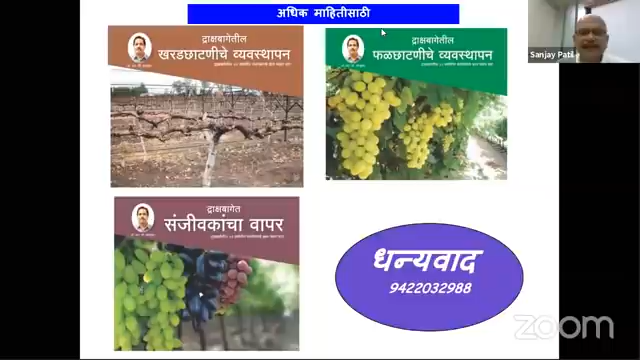 अधिक माहितीसाठी
Sanjay Patil
द्राक्षबागेतील
खरडछाटणीचे व्यवस्थापन
द्राक्षबागेतील
फळछाटणीचे व्यवस्थापन
द्राक्षबागेत
संजीवकांचा वापर
धन्यवाद
9422032988
zoom